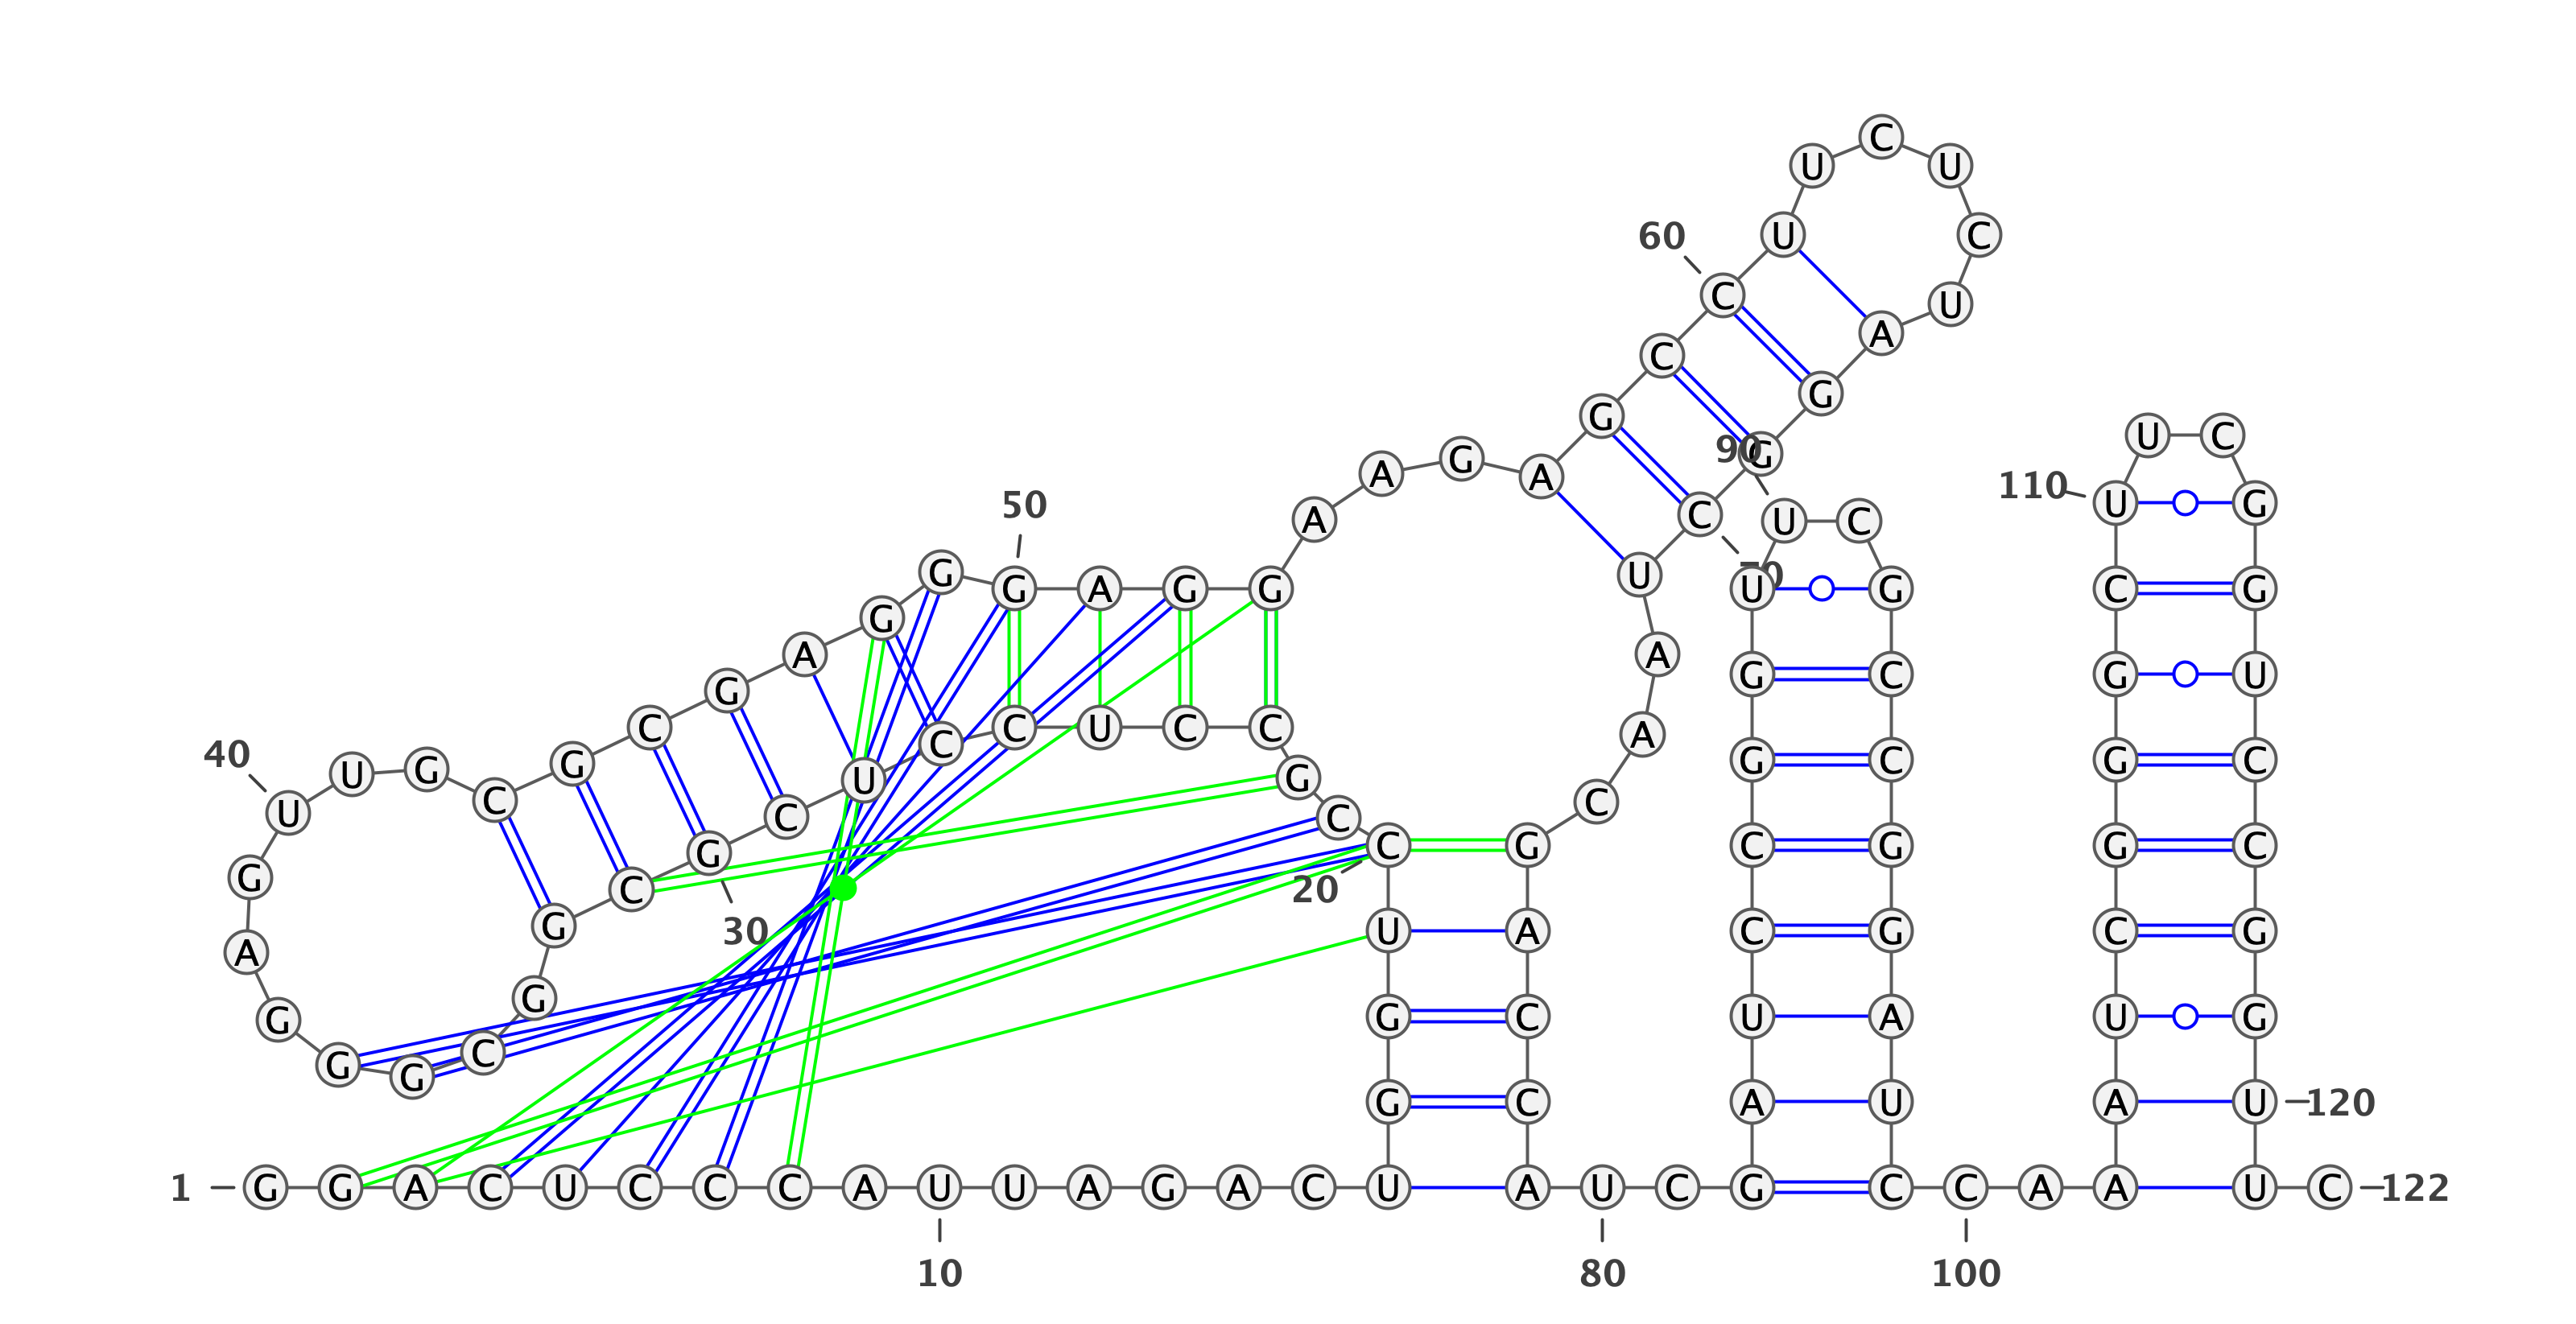 C
U U
60 U C
C U
A
C
G
G
U C
90 G
A G A
110 U G
50 C
A U C
G U 70
G A G G U G C G
G
A A
G C G U
G
C C U C C A
C
40 G C G C
U G G G U
C C
U C C
G C G C G G C
G C 20
G 30 U A C G C G
A
G
G G C U A U G
C
G G
G C A U A U 120
1 G G A C U C C C A U U A G A C U A U C G C C A A U C 122
10 80 100